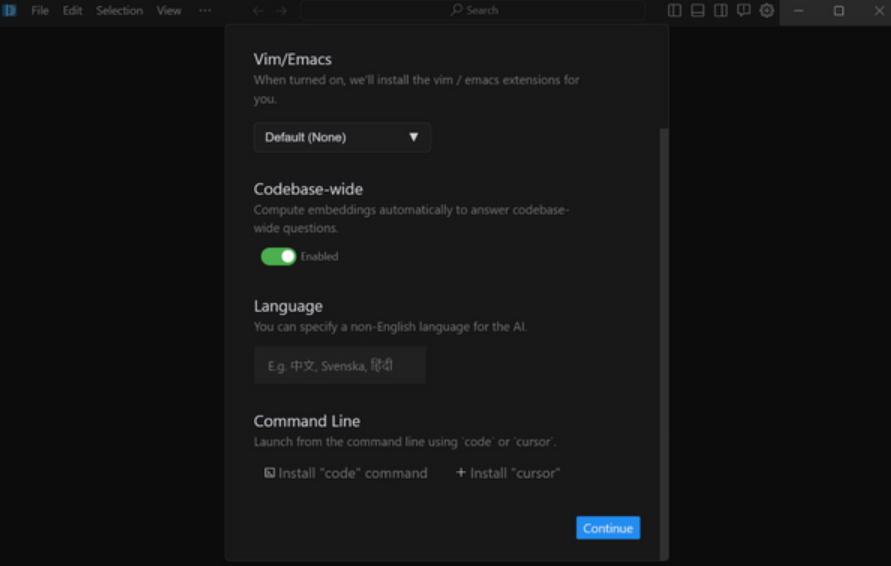 File Edit Selection View ··· Search
Vim/Emacs
When turned on, we'll install the vim / emacs extensions for
you.
Default (None)
Codebase-wide
Compute embeddings automatically to answer codebase-
wide questions.
Enabled
Language
You can specify a non-English language for the AI.
E.g. 中文, Svenska, हिंदी
Command Line
Launch from the command line using `code` or `cursor`.
Install "code" command + Install "cursor"
Continue